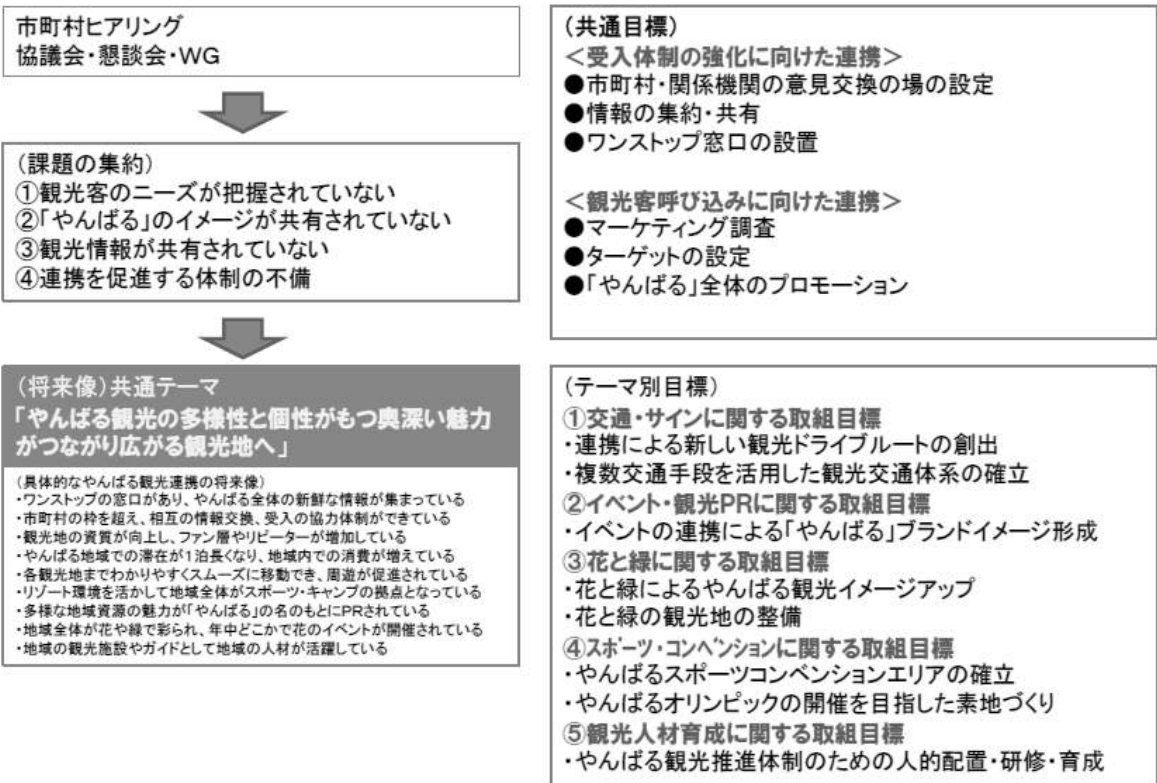 市町村ヒアリング
協議会・懇談会・WG
(課題の集約)
①観光客のニーズが把握されていない
②「やんばる」のイメージが共有されていない
③観光情報が共有されていない
④連携を促進する体制の不備
(将来像)共通テーマ
「やんばる観光の多様性と個性がもつ奥深い魅力
がつながり広がる観光地へ」
(具体的なやんばる観光連携の将来像)
・ワンストップの窓口があり、やんばる全体の新鮮な情報が集まっている
・市町村の枠を超え、相互の情報交換、受入の協力体制ができている
・観光地の資質が向上し、ファン層やリピーターが増加している
・やんばる地域での滞在が1泊長くなり、地域内での消費が増えている
・各観光地までわかりやすくスムーズに移動でき、周遊が促進されている
・リゾート環境を活かして地域全体がスポーツ・キャンプの拠点となっている
・多様な地域資源の魅力が「やんばる」の名のもとにPRされている
・地域全体が花や緑で彩られ、年中どこかで花のイベントが開催されている
・地域の観光施設やガイドとして地域の人材が活躍している
(共通目標)
<受入体制の強化に向けた連携>
●市町村・関係機関の意見交換の場の設定
●情報の集約・共有
●ワンストップ窓口の設置
<観光客呼び込みに向けた連携>
●マーケティング調査
●ターゲットの設定
●「やんばる」全体のプロモーション
(テーマ別目標)
①交通・サインに関する取組目標
・連携による新しい観光ドライブルートの創出
・複数交通手段を活用した観光交通体系の確立
②イベント・観光PRに関する取組目標
・イベントの連携による「やんばる」ブランドイメージ形成
③花と緑に関する取組目標
・花と緑によるやんばる観光イメージアップ
・花と緑の観光地の整備
④スポーツ・コンベンションに関する取組目標
・やんばるスポーツコンベンションエリアの確立
・やんばるオリンピックの開催を目指した素地づくり
⑤観光人材育成に関する取組目標
・やんばる観光推進体制のための人的配置・研修・育成